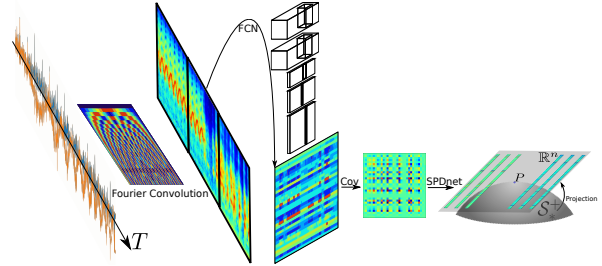 FCN
Fourier Convolution
T
Cov
SPDnet
ℝⁿ
P
S₊⁎
Projection